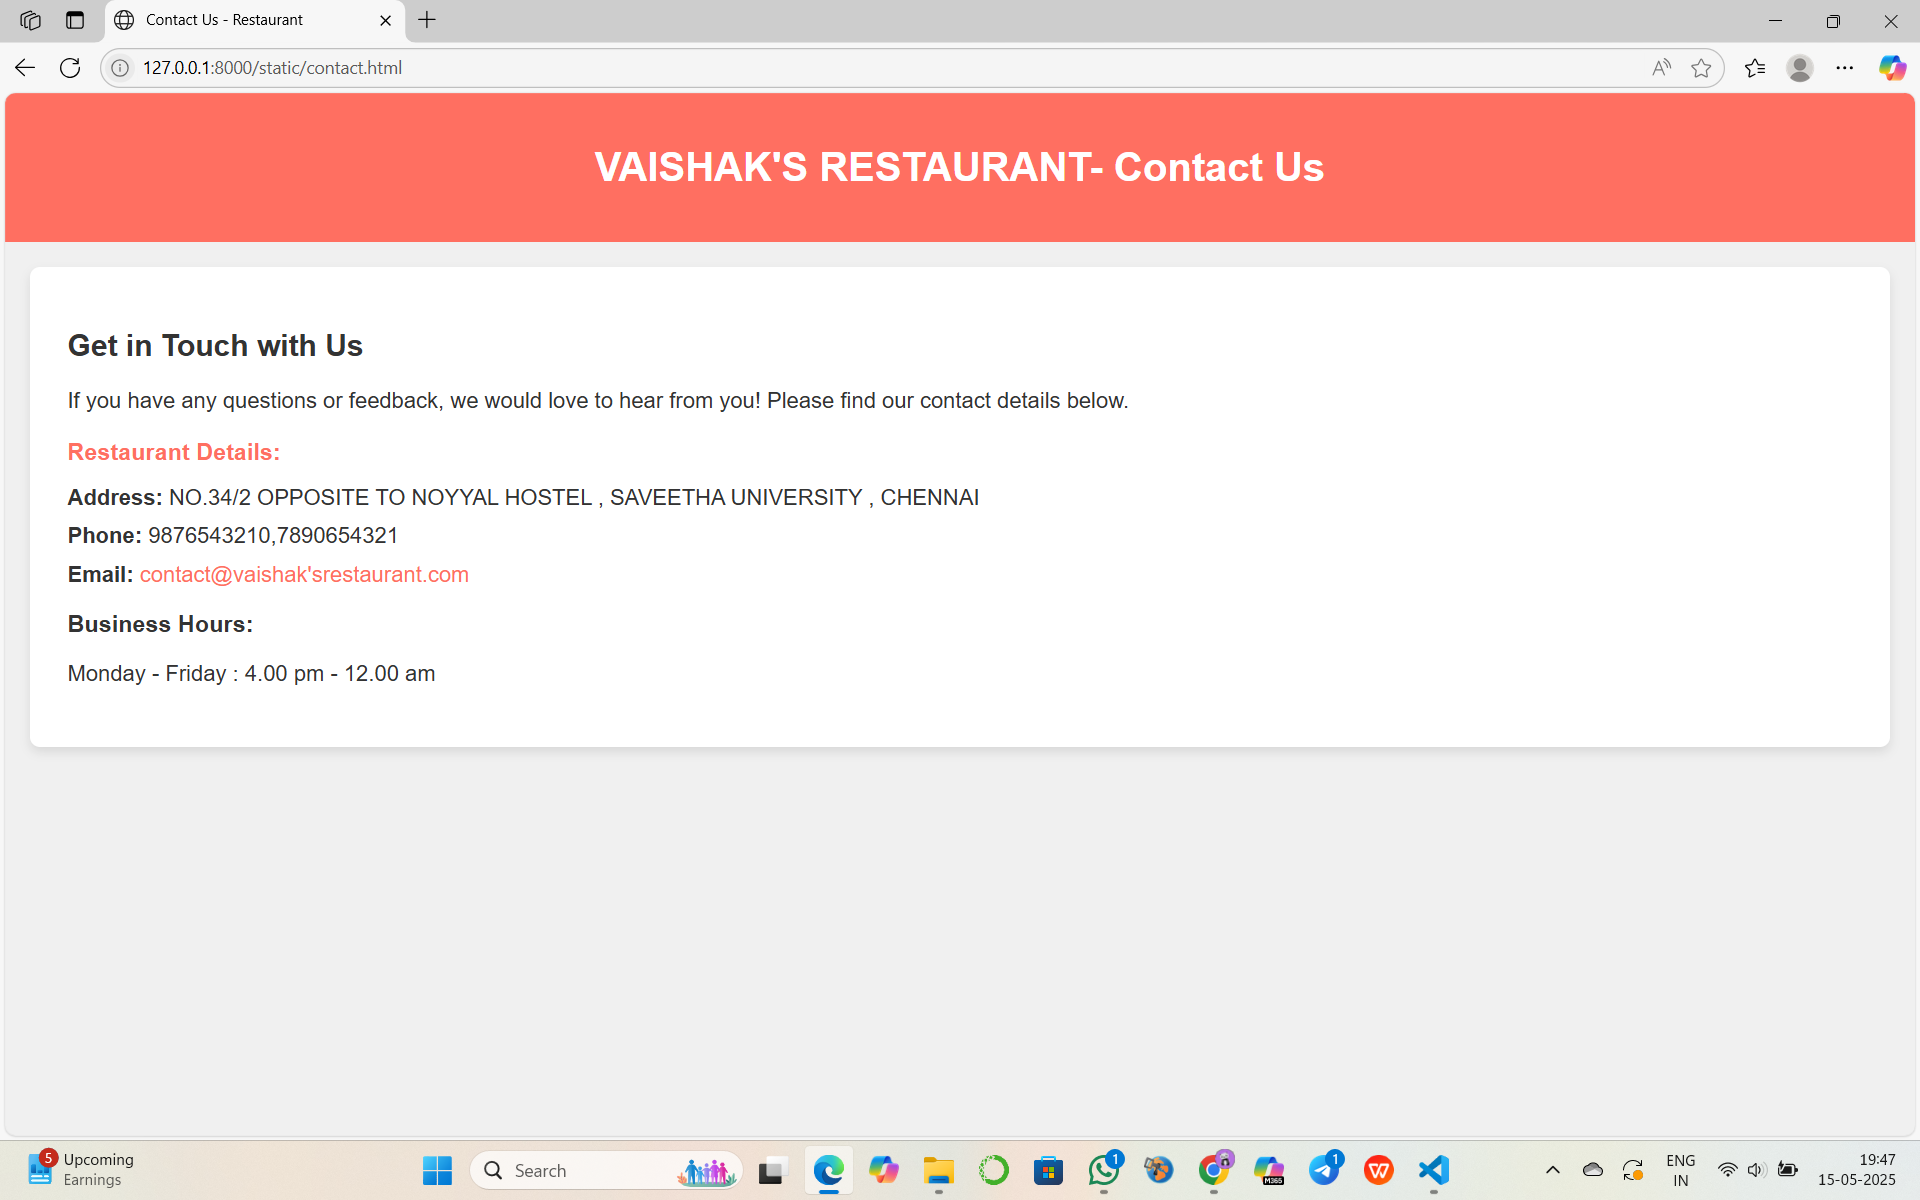 Contact Us - Restaurant
127.0.0.1:8000/static/contact.html
VAISHAK'S RESTAURANT- Contact Us
Get in Touch with Us
If you have any questions or feedback, we would love to hear from you! Please find our contact details below.
Restaurant Details:
Address: NO.34/2 OPPOSITE TO NOYYAL HOSTEL , SAVEETHA UNIVERSITY , CHENNAI
Phone: 9876543210,7890654321
Email: contact@vaishak'srestaurant.com
Business Hours:
Monday - Friday : 4.00 pm - 12.00 am
5
Upcoming
Earnings
Search
1
M365
1
ENG
IN
19:47
15-05-2025